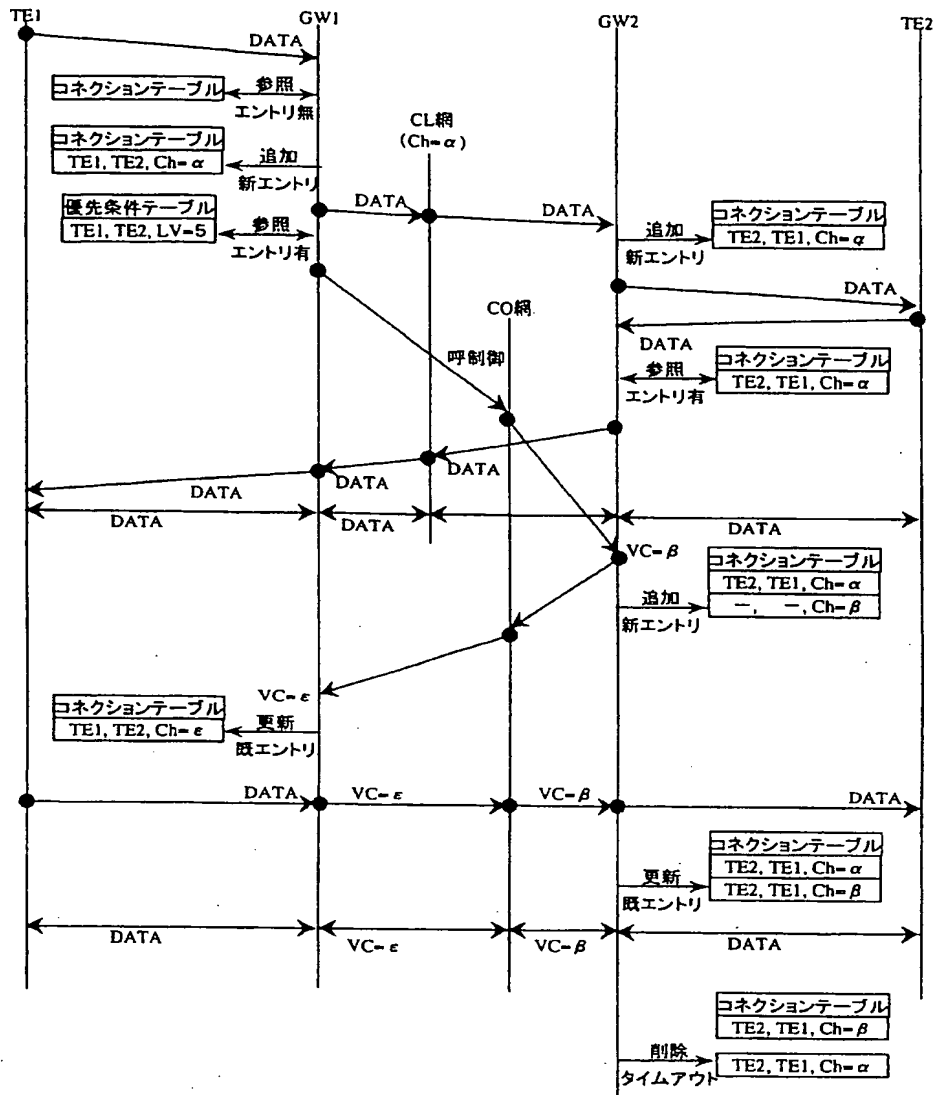 TE1
GW1
GW2
TE2
DATA
コネクションテーブル
参照
エントリ無
CL網
(Ch=α)
コネクションテーブル
TE1, TE2, Ch=α
追加
新エントリ
優先条件テーブル
TE1, TE2, LV=5
参照
エントリ有
DATA
DATA
追加
新エントリ
コネクションテーブル
TE2, TE1, Ch=α
DATA
CO網
DATA
呼制御
参照
エントリ有
コネクションテーブル
TE2, TE1, Ch=α
DATA
DATA
DATA
DATA
DATA
DATA
VC=β
コネクションテーブル
TE2, TE1, Ch=α
—, —, Ch=β
追加
新エントリ
VC=ε
コネクションテーブル
TE1, TE2, Ch=ε
更新
既エントリ
DATA
VC=ε
VC=β
DATA
コネクションテーブル
TE2, TE1, Ch=α
TE2, TE1, Ch=β
更新
既エントリ
DATA
VC=ε
VC=β
DATA
コネクションテーブル
TE2, TE1, Ch=β
削除
タイムアウト
TE2, TE1, Ch=α